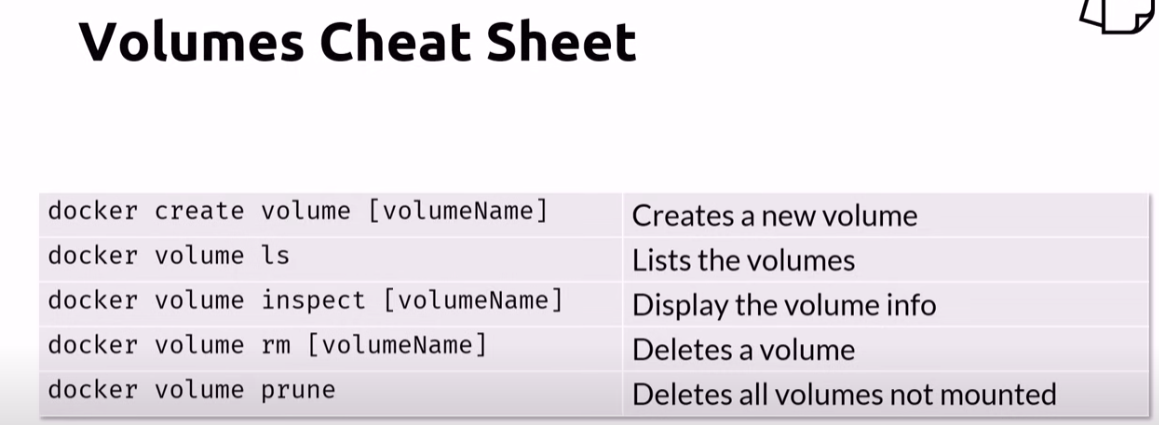 Volumes Cheat Sheet
docker create volume [volumeName] Creates a new volume
docker volume ls Lists the volumes
docker volume inspect [volumeName] Display the volume info
docker volume rm [volumeName] Deletes a volume
docker volume prune Deletes all volumes not mounted